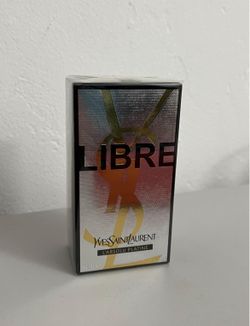 LIBRE
YVESSAINTLAURENT
L'ABSOLU PLATINE